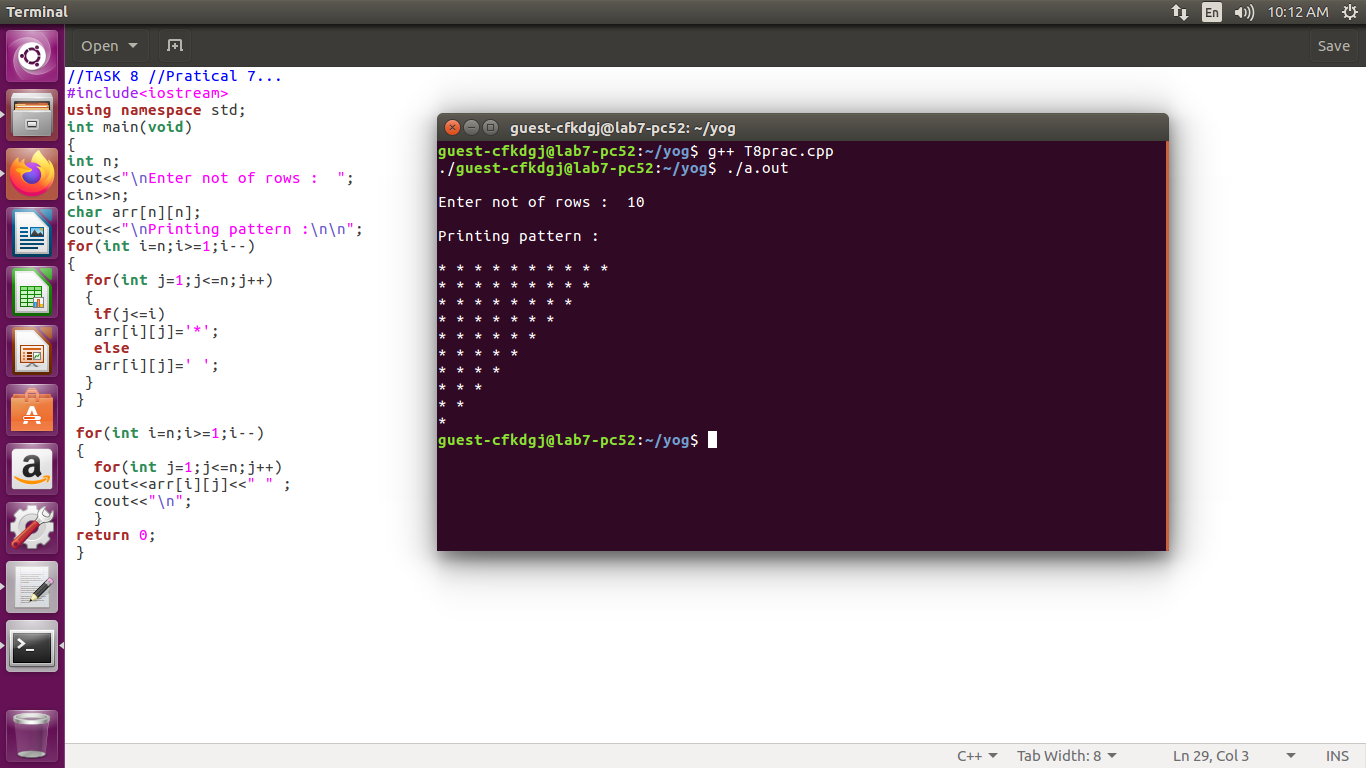 Terminal
En
10:12 AM
Open
Save
//TASK 8 //Pratical 7...
#include<iostream>
using namespace std;
int main(void)
{
int n;
cout<<"\nEnter not of rows :  ";
cin>>n;
char arr[n][n];
cout<<"\nPrinting pattern :\n\n";
for(int i=n;i>=1;i--)
{
  for(int j=1;j<=n;j++)
  {
   if(j<=i)
   arr[i][j]='*';
   else
   arr[i][j]=' ';
  }
 }

 for(int i=n;i>=1;i--)
 {
   for(int j=1;j<=n;j++)
   cout<<arr[i][j]<<" " ;
   cout<<"\n";
   }
 return 0;
 }
guest-cfkdgj@lab7-pc52: ~/yog
guest-cfkdgj@lab7-pc52:~/yog$ g++ T8prac.cpp
./guest-cfkdgj@lab7-pc52:~/yog$ ./a.out
Enter not of rows :  10
Printing pattern :
* * * * * * * * * *
* * * * * * * * *
* * * * * * * *
* * * * * * *
* * * * * *
* * * * *
* * * *
* * *
* *
*
guest-cfkdgj@lab7-pc52:~/yog$
C++
Tab Width: 8
Ln 29, Col 3
INS